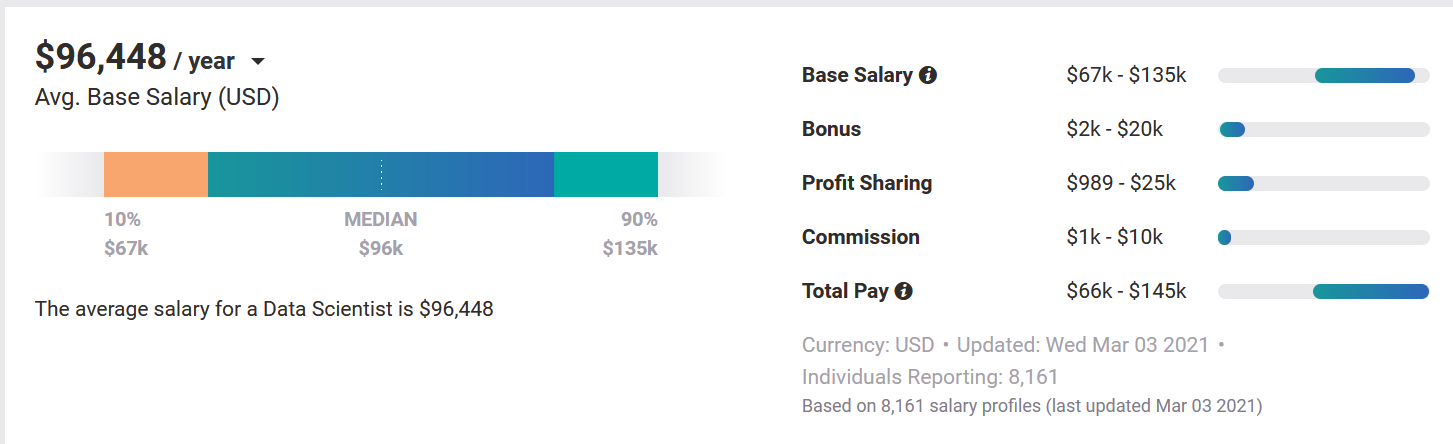 $96,448 / year
Avg. Base Salary (USD)
10% MEDIAN 90%
$67k $96k $135k
The average salary for a Data Scientist is $96,448
Base Salary $67k - $135k
Bonus $2k - $20k
Profit Sharing $989 - $25k
Commission $1k - $10k
Total Pay $66k - $145k
Currency: USD • Updated: Wed Mar 03 2021 •
Individuals Reporting: 8,161
Based on 8,161 salary profiles (last updated Mar 03 2021)